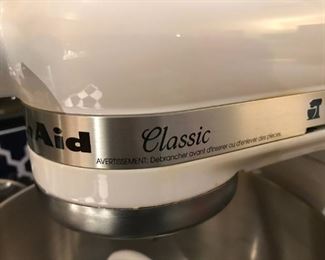 Aid
Classic
AVERTISSEMENT: Débrancher avant d'insérer ou d'enlever des pièces.